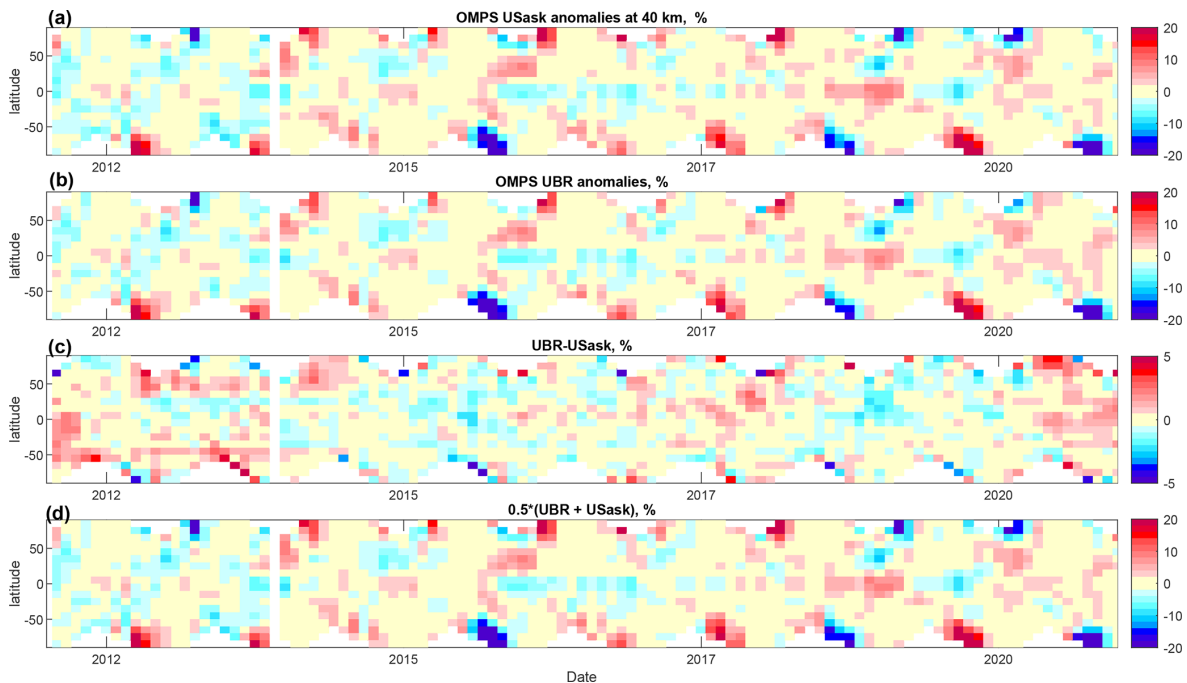 (a) OMPS USask anomalies at 40 km, %
20
50
10
latitude
0
0
-50
-10
-20
2012 2015 2017 2020
(b) OMPS UBR anomalies, %
20
50
10
latitude
0
0
-50
-10
-20
2012 2015 2017 2020
(c) UBR-USask, %
5
50
latitude
0
0
-50
-5
2012 2015 2017 2020
(d) 0.5*(UBR + USask), %
20
50
10
latitude
0
0
-50
-10
-20
2012 2015 2017 2020
Date